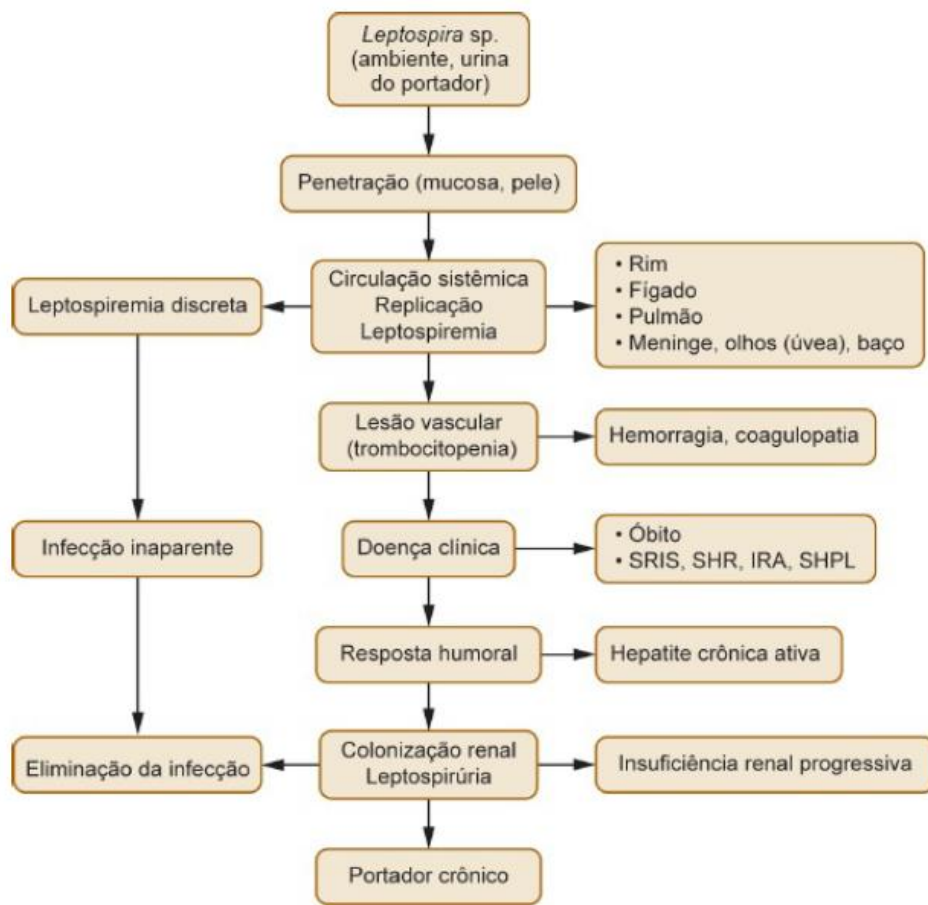 Leptospira sp.
(ambiente, urina
do portador)
Penetração (mucosa, pele)
Leptospiremia discreta
Circulação sistêmica
Replicação
Leptospiremia
• Rim
• Fígado
• Pulmão
• Meninge, olhos (úvea), baço
Lesão vascular
(trombocitopenia)
Hemorragia, coagulopatia
Infecção inaparente
Doença clínica
• Óbito
• SRIS, SHR, IRA, SHPL
Resposta humoral
Hepatite crônica ativa
Eliminação da infecção
Colonização renal
Leptospirúria
Insuficiência renal progressiva
Portador crônico